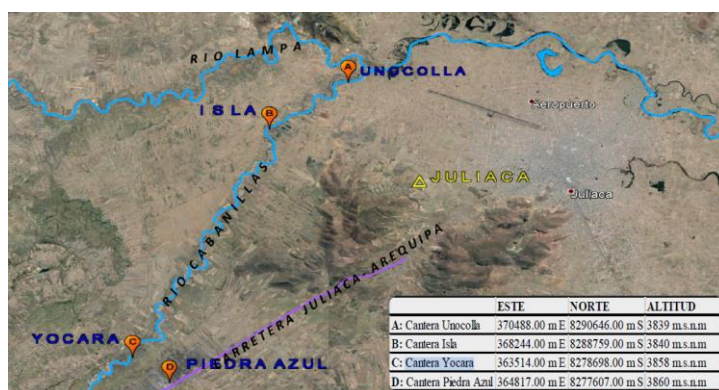 RIO LAMPA
A
UNOCOLLA
ISLA
B
Aeropuerto
JULIACA
Juliaca
RIO CABANILLAS
CARRETERA JULIACA-AREQUIPA
YOCARA
C
D
PIEDRA AZUL
ESTE NORTE ALTITUD
A: Cantera Unocolla 370488.00 m E 8290646.00 m S 3839 m.s.n.m
B: Cantera Isla 368244.00 m E 8288759.00 m S 3840 m.s.n.m
C: Cantera Yocara 363514.00 m E 8278698.00 m S 3858 m.s.n.m
D: Cantera Piedra Azul 364817.00 m E 8277607.00 m S 3860 m.s.n.m